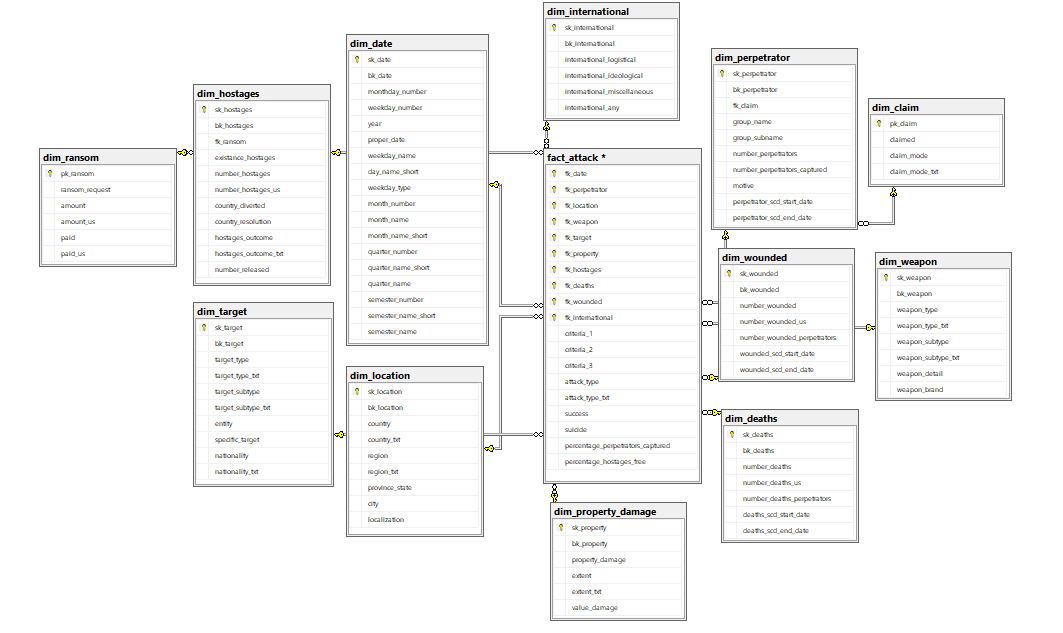 dim_international
sk_international
bk_international
international_logistical
international_ideological
international_miscellaneous
international_any
dim_date
sk_date
bk_date
monthday_number
weekday_number
year
proper_date
weekday_name
day_name_short
weekday_type
month_number
month_name
month_name_short
quarter_number
quarter_name_short
quarter_name
semester_number
semester_name_short
semester_name
dim_perpetrator
sk_perpetrator
bk_perpetrator
fk_claim
group_name
group_subname
number_perpetrators
number_perpetrators_captured
motive
perpetrator_scd_start_date
perpetrator_scd_end_date
dim_hostages
sk_hostages
bk_hostages
fk_ransom
existance_hostages
number_hostages
number_hostages_us
country_diverted
country_resolution
hostages_outcome
hostages_outcome_txt
number_released
dim_claim
pk_claim
claimed
claim_mode
claim_mode_txt
dim_ransom
pk_ransom
ransom_request
amount
amount_us
paid
paid_us
fact_attack *
fk_date
fk_perpetrator
fk_location
fk_weapon
fk_target
fk_property
fk_hostages
fk_deaths
fk_wounded
fk_international
criteria_1
criteria_2
criteria_3
attack_type
attack_type_txt
success
suicide
percentage_perpetrators_captured
percentage_hostages_free
dim_wounded
sk_wounded
bk_wounded
number_wounded
number_wounded_us
number_wounded_perpetrators
wounded_scd_start_date
wounded_scd_end_date
dim_weapon
sk_weapon
bk_weapon
weapon_type
weapon_type_txt
weapon_subtype
weapon_subtype_txt
weapon_detail
weapon_brand
dim_target
sk_target
bk_target
target_type
target_type_txt
target_subtype
target_subtype_txt
entity
specific_target
nationality
nationality_txt
dim_location
sk_location
bk_location
country
country_txt
region
region_txt
province_state
city
localization
dim_deaths
sk_deaths
bk_deaths
number_deaths
number_deaths_us
number_deaths_perpetrators
deaths_scd_start_date
deaths_scd_end_date
dim_property_damage
sk_property
bk_property
property_damage
extent
extent_txt
value_damage